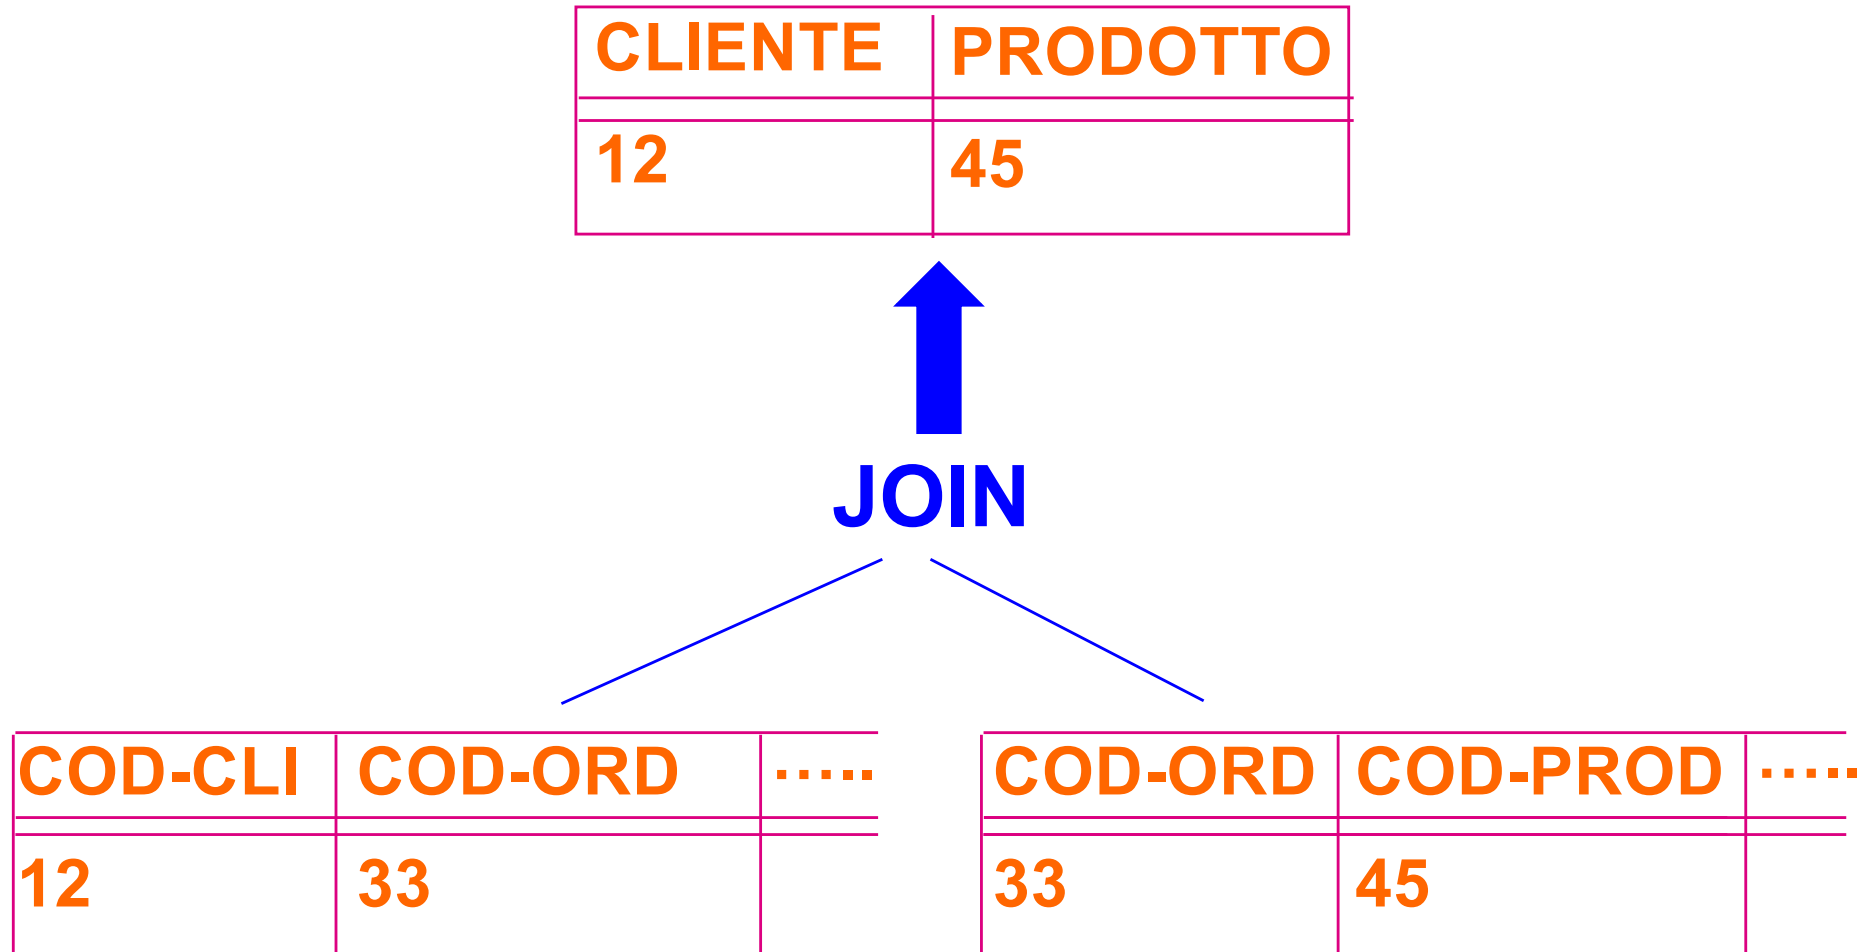 CLIENTE PRODOTTO
12 45
JOIN
COD-CLI COD-ORD ..... COD-ORD COD-PROD .....
12 33 33 45